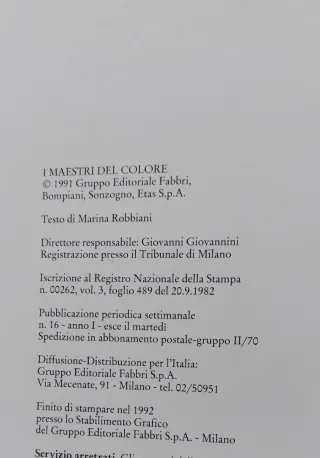 I MAESTRI DEL COLORE
© 1991 Gruppo Editoriale Fabbri,
Bompiani, Sonzogno, Etas S.p.A.
Testo di Marina Robbiani
Direttore responsabile: Giovanni Giovannini
Registrazione presso il Tribunale di Milano
Iscrizione al Registro Nazionale della Stampa
n. 00262, vol. 3, foglio 489 del 20.9.1982
Pubblicazione periodica settimanale
n. 16 - anno I - esce il martedì
Spedizione in abbonamento postale-gruppo II/70
Diffusione-Distribuzione per l'Italia:
Gruppo Editoriale Fabbri S.p.A.
Via Mecenate, 91 - Milano - tel. 02/50951
Finito di stampare nel 1992
presso lo Stabilimento Grafico
del Gruppo Editoriale Fabbri S.p.A. - Milano
Servizio arretrati.